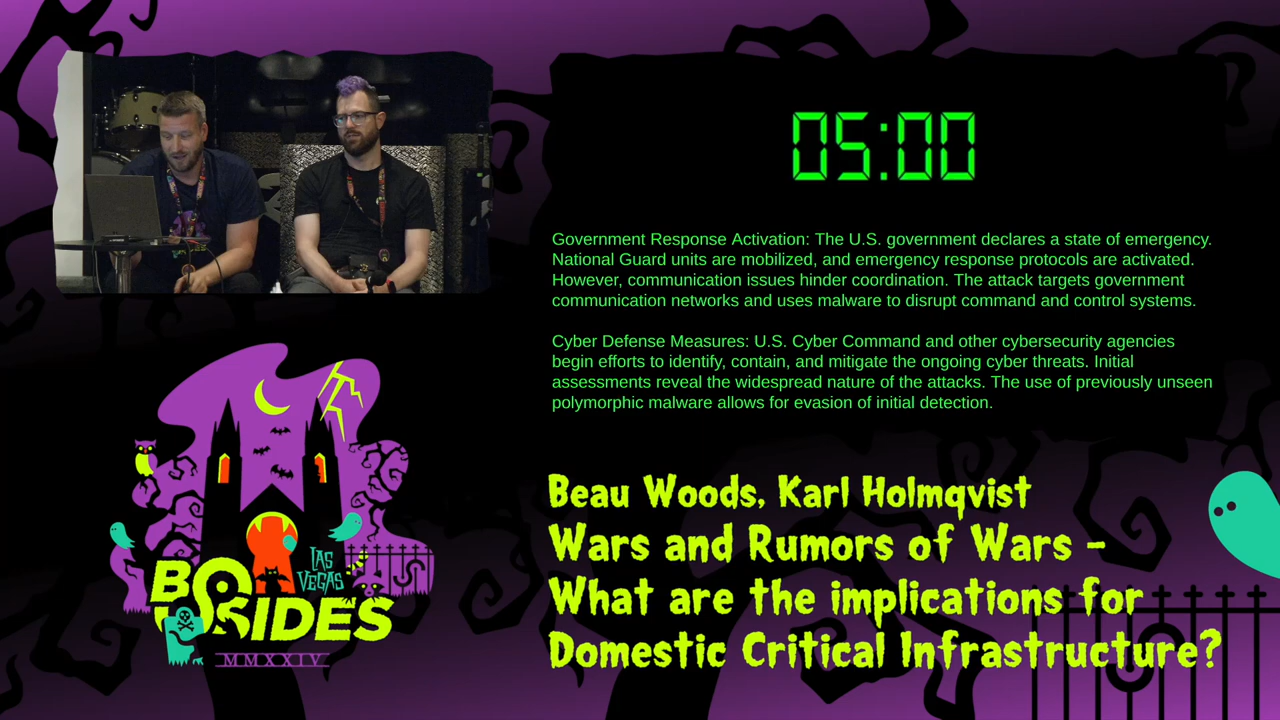 05:00
Government Response Activation: The U.S. government declares a state of emergency.
National Guard units are mobilized, and emergency response protocols are activated.
However, communication issues hinder coordination. The attack targets government
communication networks and uses malware to disrupt command and control systems.
Cyber Defense Measures: U.S. Cyber Command and other cybersecurity agencies
begin efforts to identify, contain, and mitigate the ongoing cyber threats. Initial
assessments reveal the widespread nature of the attacks. The use of previously unseen
polymorphic malware allows for evasion of initial detection.
LAS
VEGAS
BSIDES
MMXXIV
Beau Woods, Karl Holmqvist
Wars and Rumors of Wars –
What are the implications for
Domestic Critical Infrastructure?